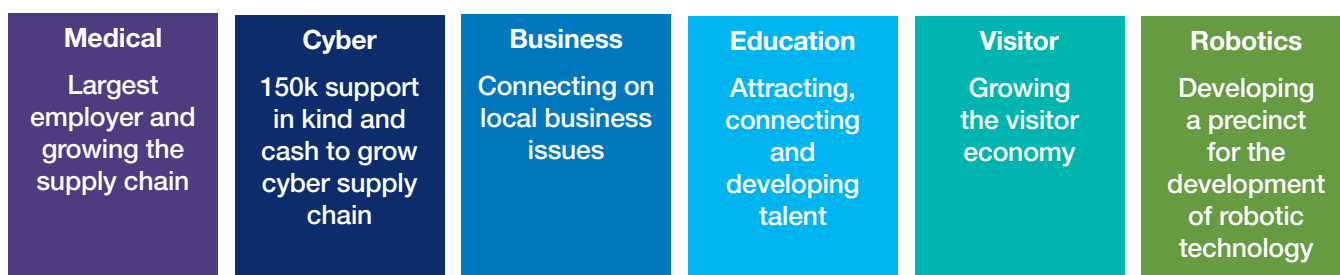 Medical
Largest
employer and
growing the
supply chain
Cyber
150k support
in kind and
cash to grow
cyber supply
chain
Business
Connecting on
local business
issues
Education
Attracting,
connecting
and
developing
talent
Visitor
Growing
the visitor
economy
Robotics
Developing
a precinct
for the
development
of robotic
technology